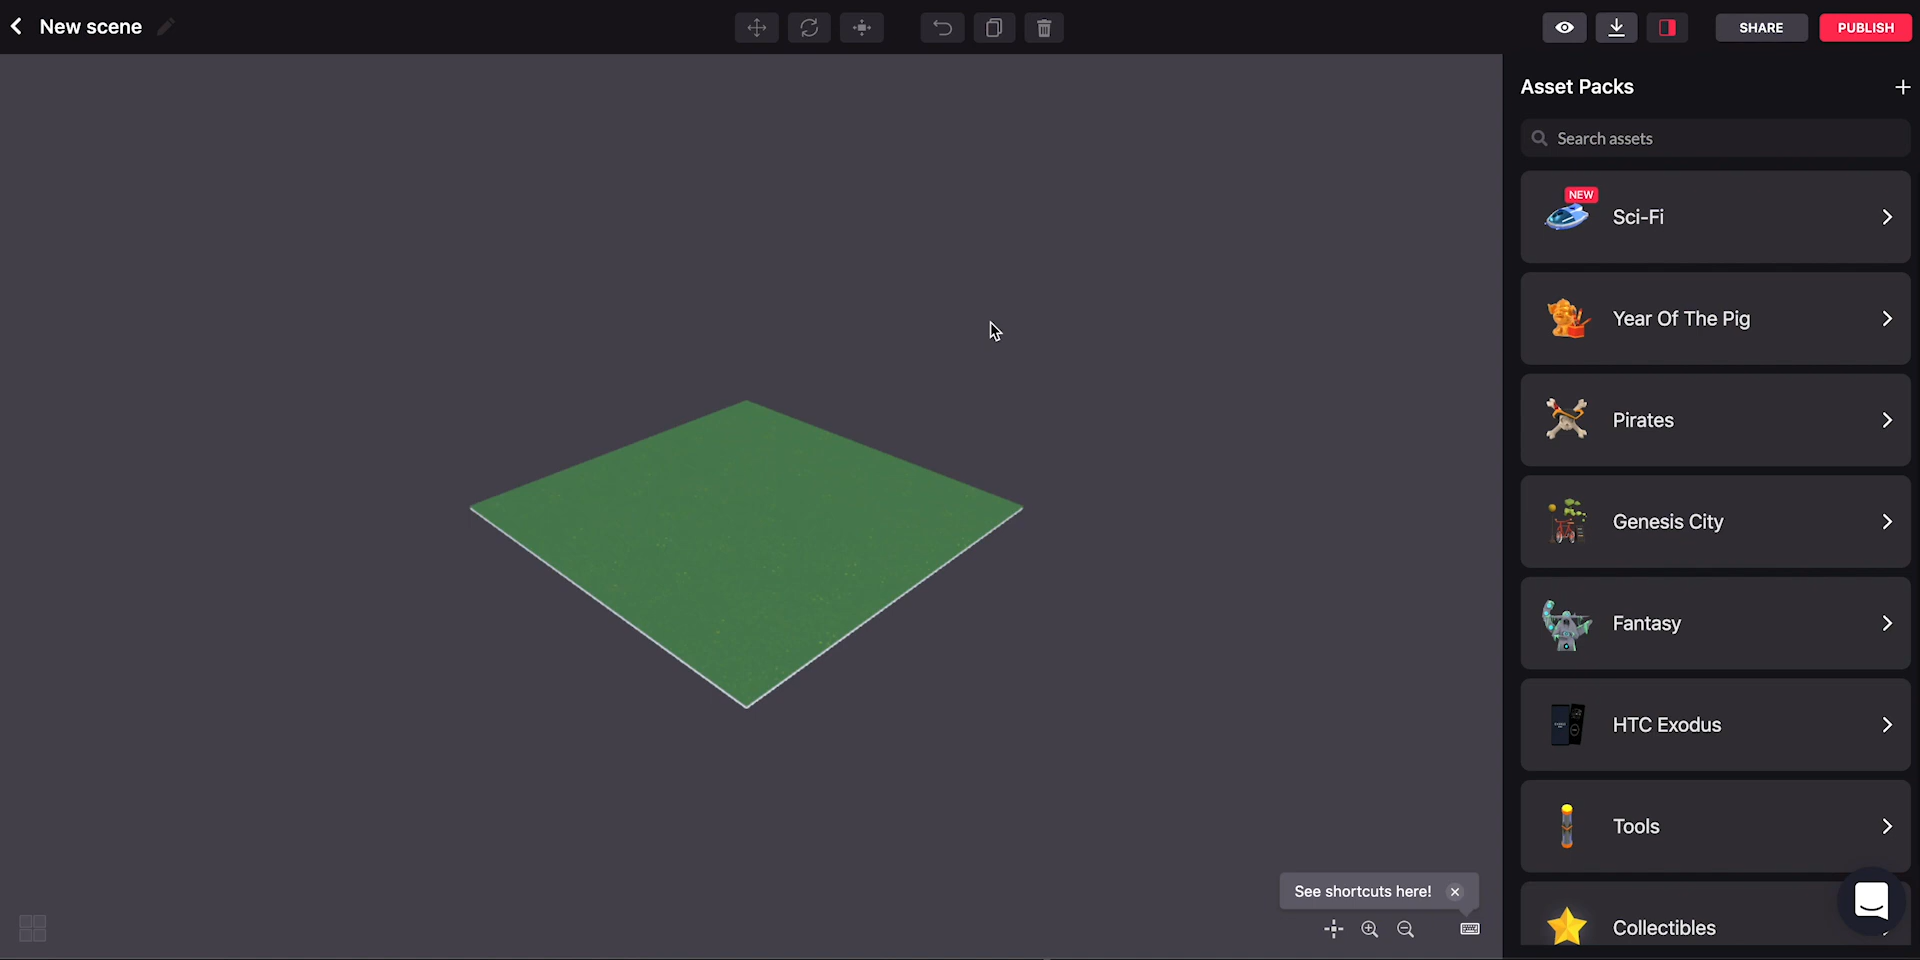 New scene
SHARE
PUBLISH
Asset Packs
Search assets
NEW
Sci-Fi
Year Of The Pig
Pirates
Genesis City
Fantasy
HTC Exodus
Tools
Collectibles
See shortcuts here!